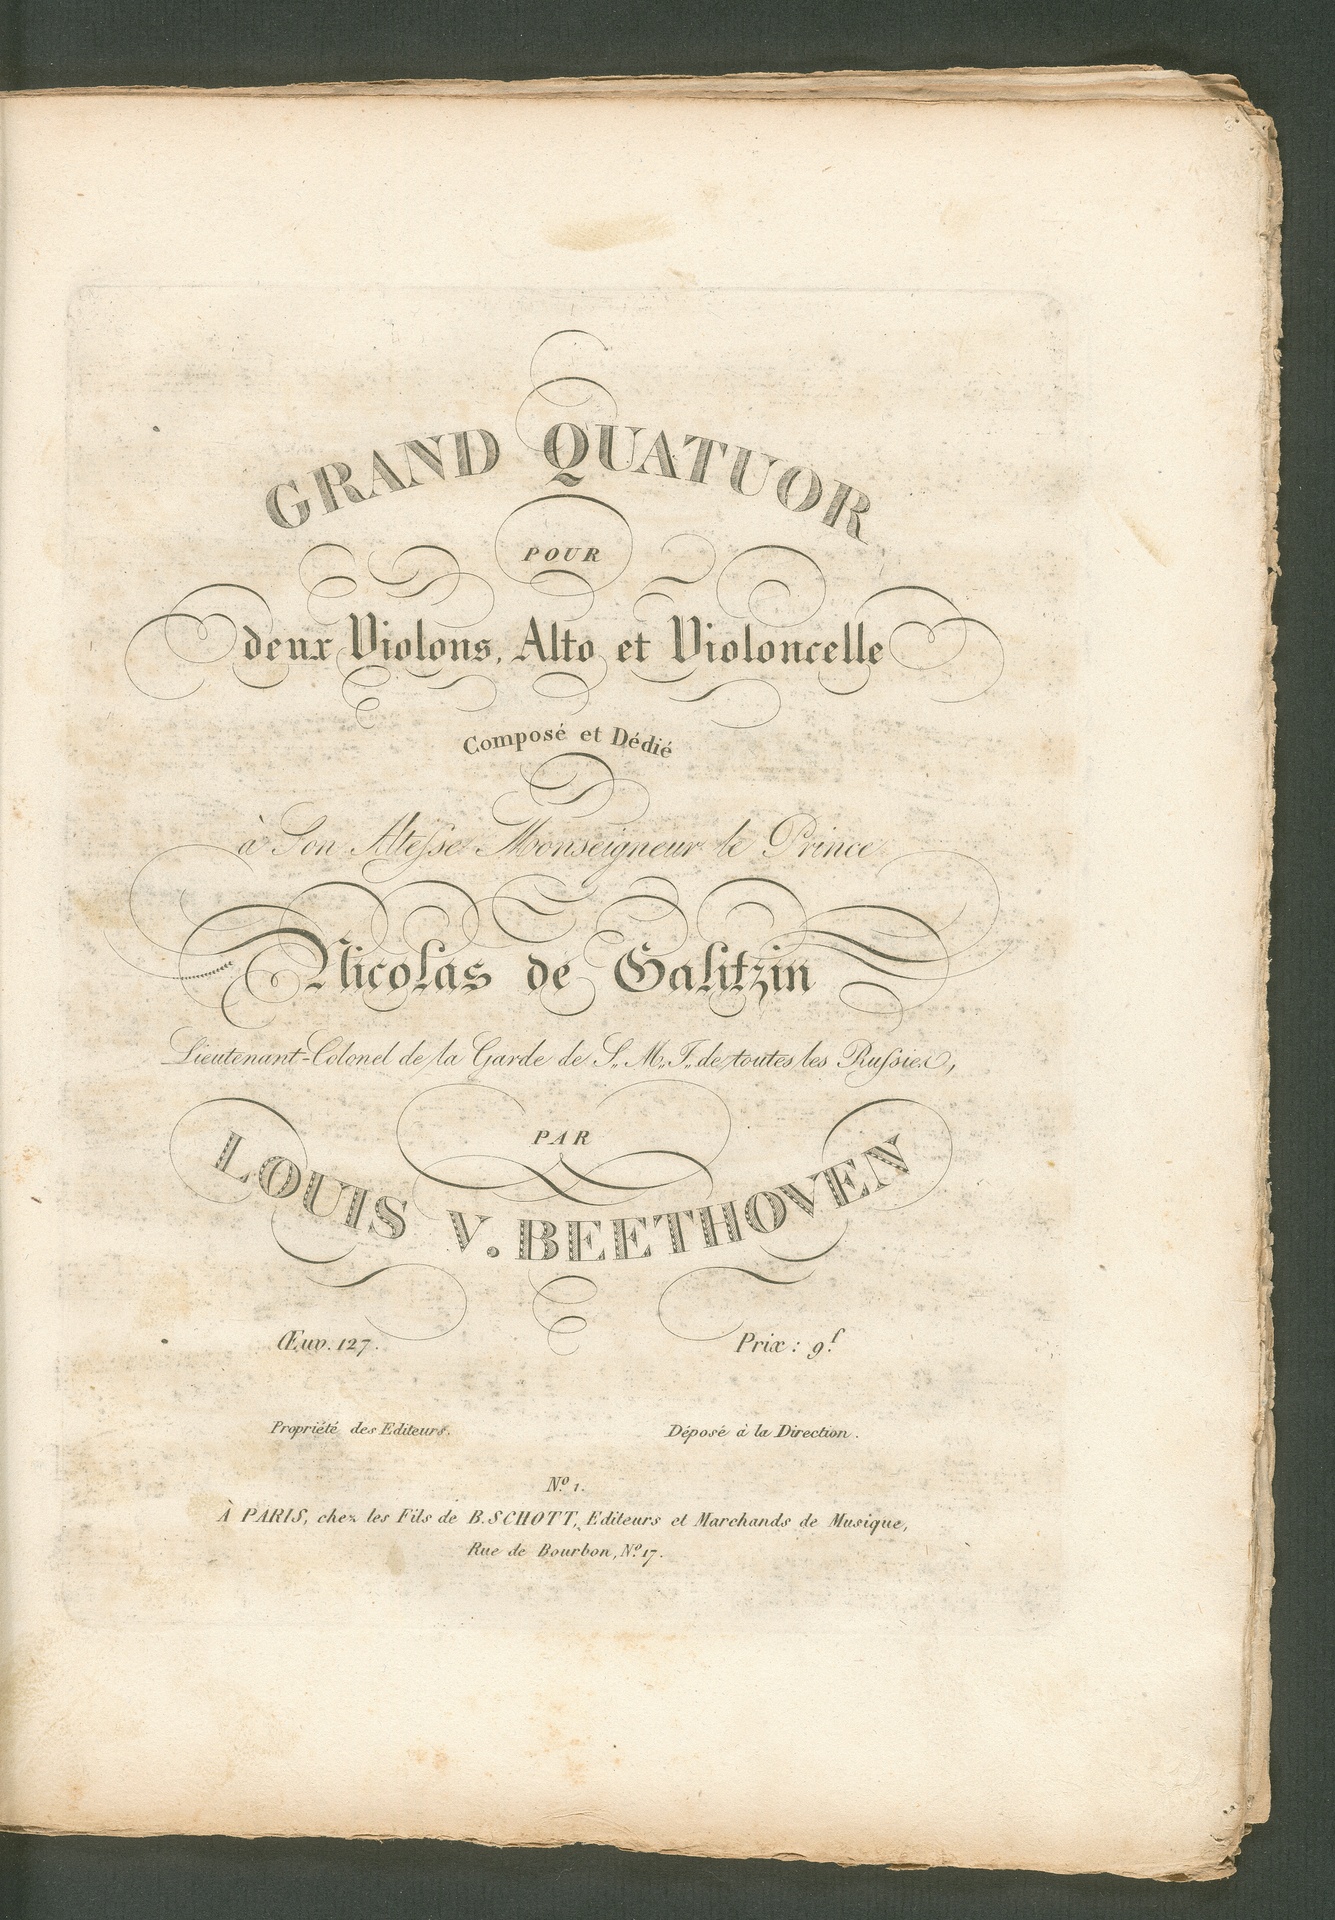 GRAND QUATUOR
POUR
deux Violons, Alto et Violoncelle
Composé et Dédié
à Son Altesse Monseigneur le Prince
Nicolas de Galitzin
Lieutenant-Colonel de la Garde de S. M. I. de toutes les Russies,
PAR
LOUIS V. BEETHOVEN
Œuv. 127.
Prix : 9f.
Propriété des Editeurs.
Déposé à la Direction.
Nº 1.
À PARIS, chez les Fils de B. SCHOTT, Editeurs et Marchands de Musique,
Rue de Bourbon, Nº 17.